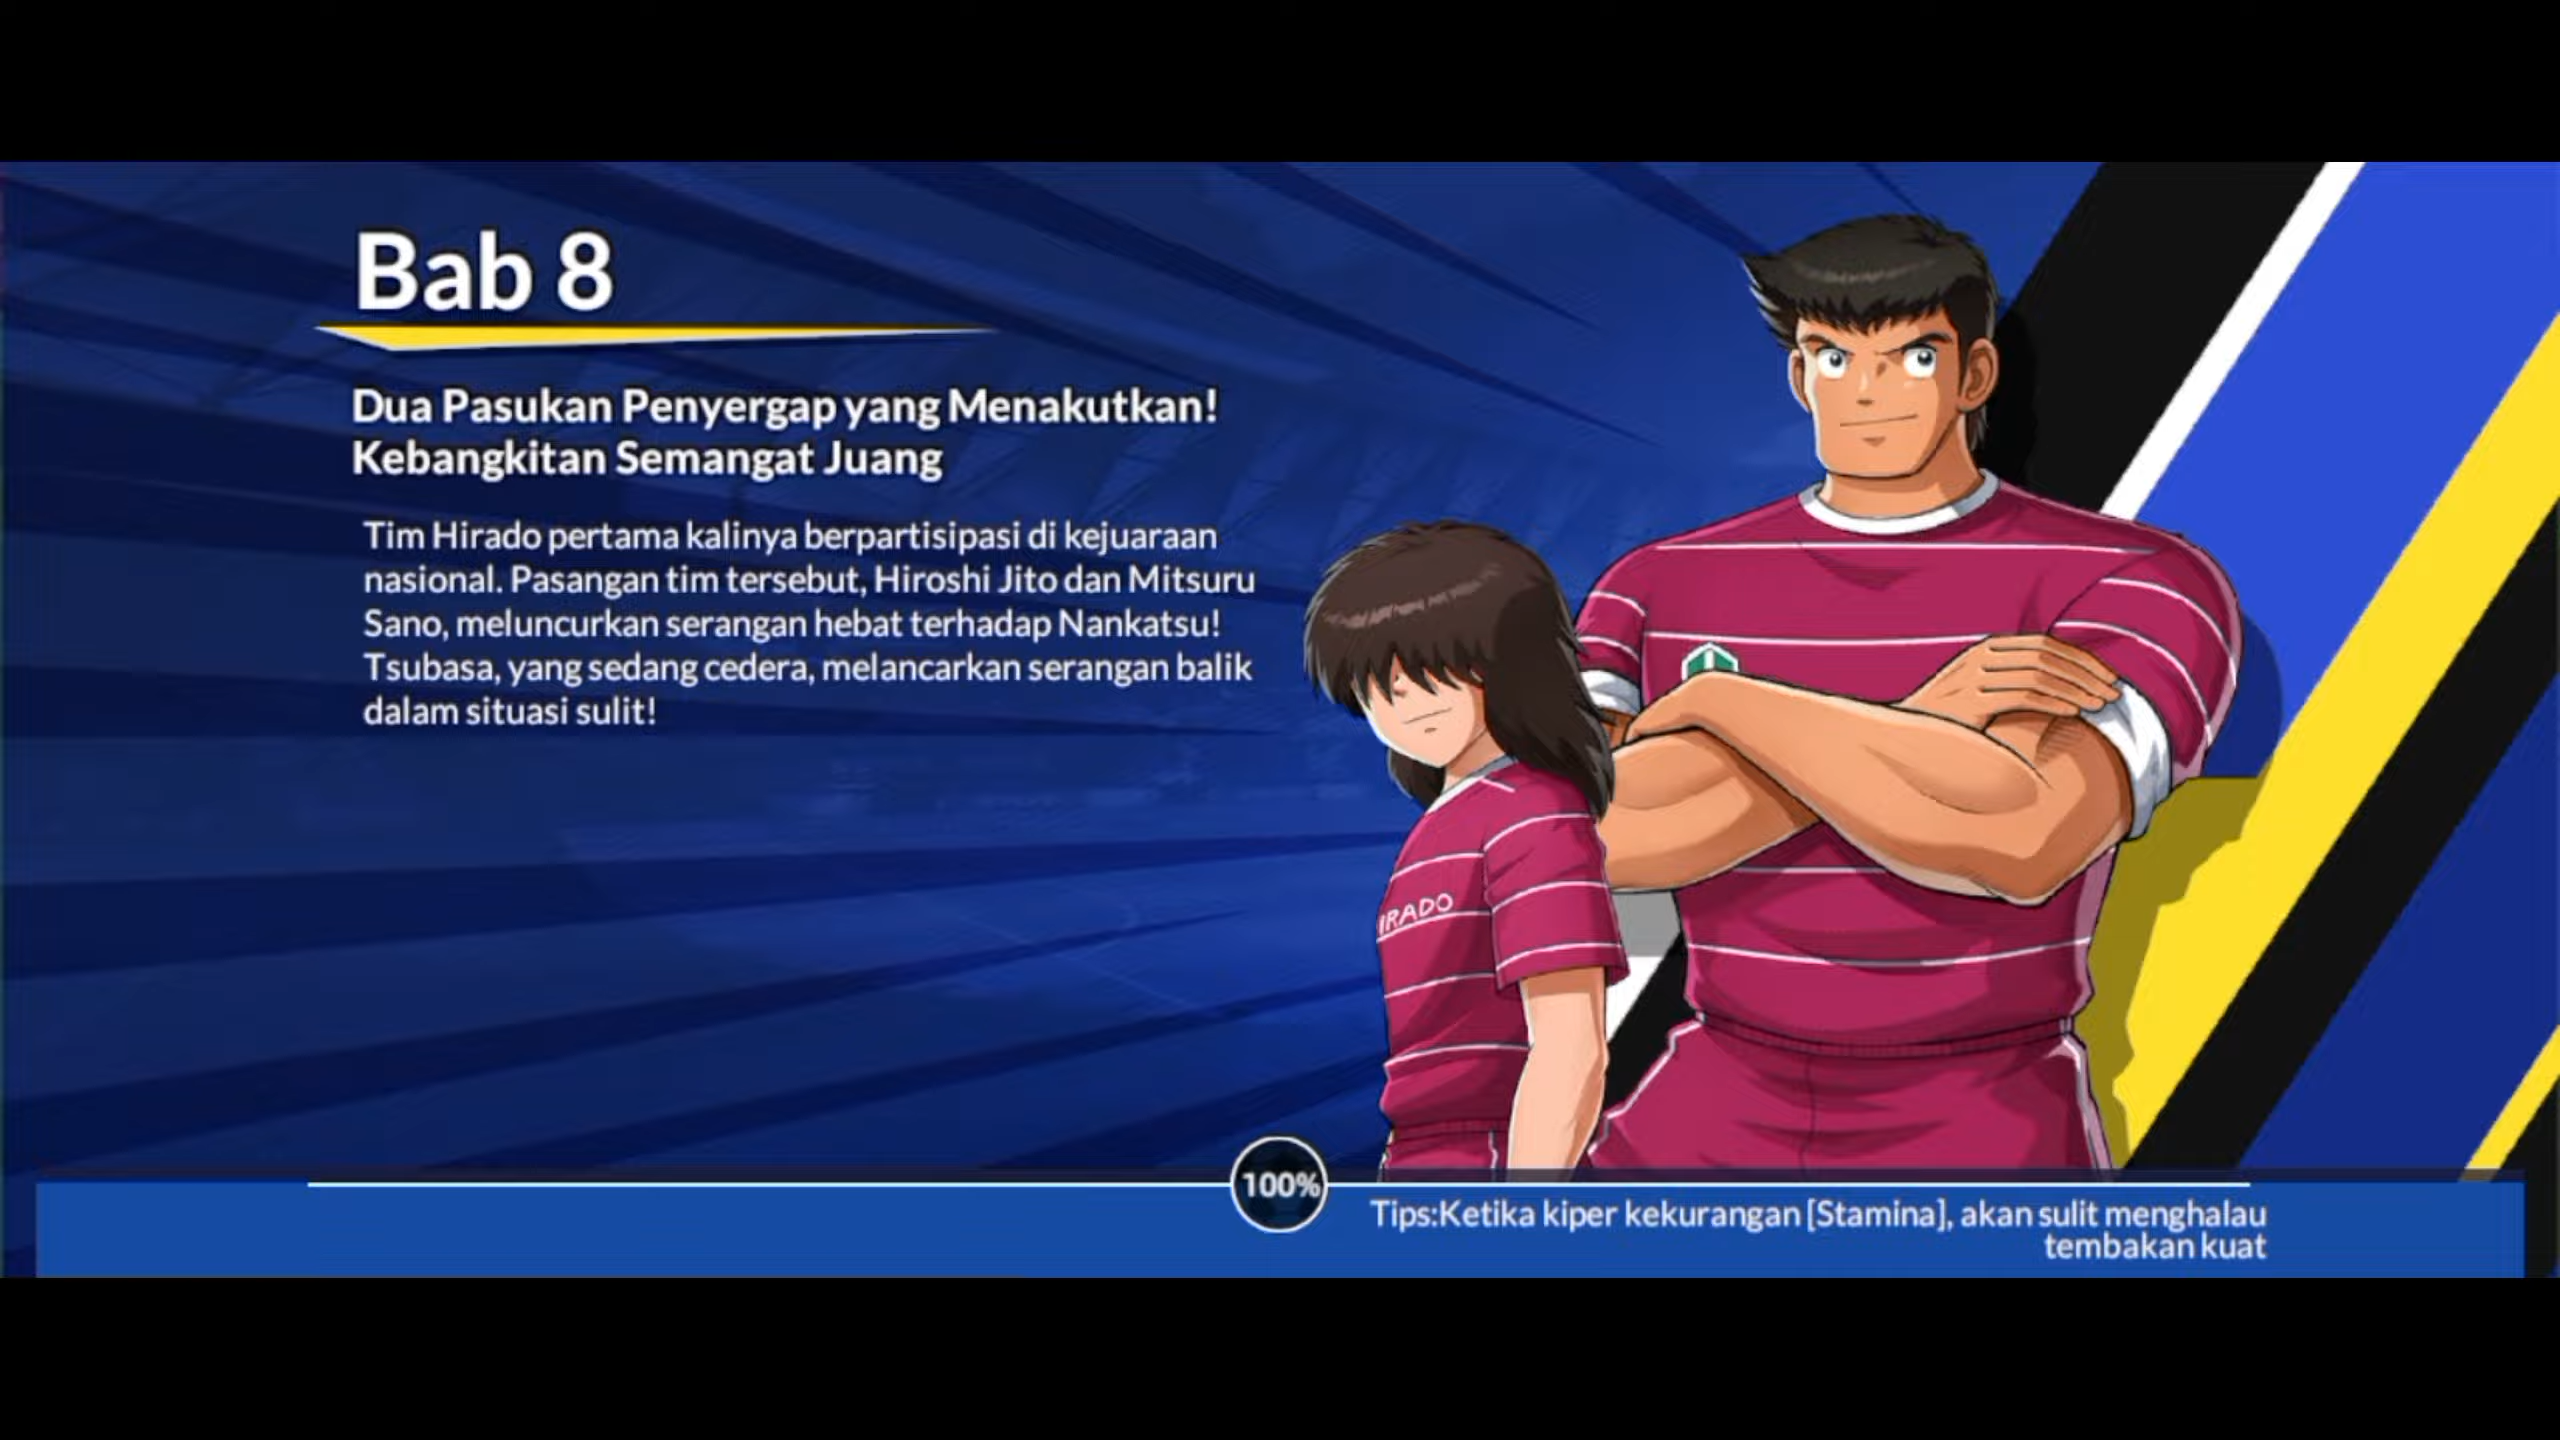 Bab 8
Dua Pasukan Penyergap yang Menakutkan!
Kebangkitan Semangat Juang
Tim Hirado pertama kalinya berpartisipasi di kejuaraan
nasional. Pasangan tim tersebut, Hiroshi Jito dan Mitsuru
Sano, meluncurkan serangan hebat terhadap Nankatsu!
Tsubasa, yang sedang cedera, melancarkan serangan balik
dalam situasi sulit!
IRADO
100%
Tips:Ketika kiper kekurangan [Stamina], akan sulit menghalau
tembakan kuat